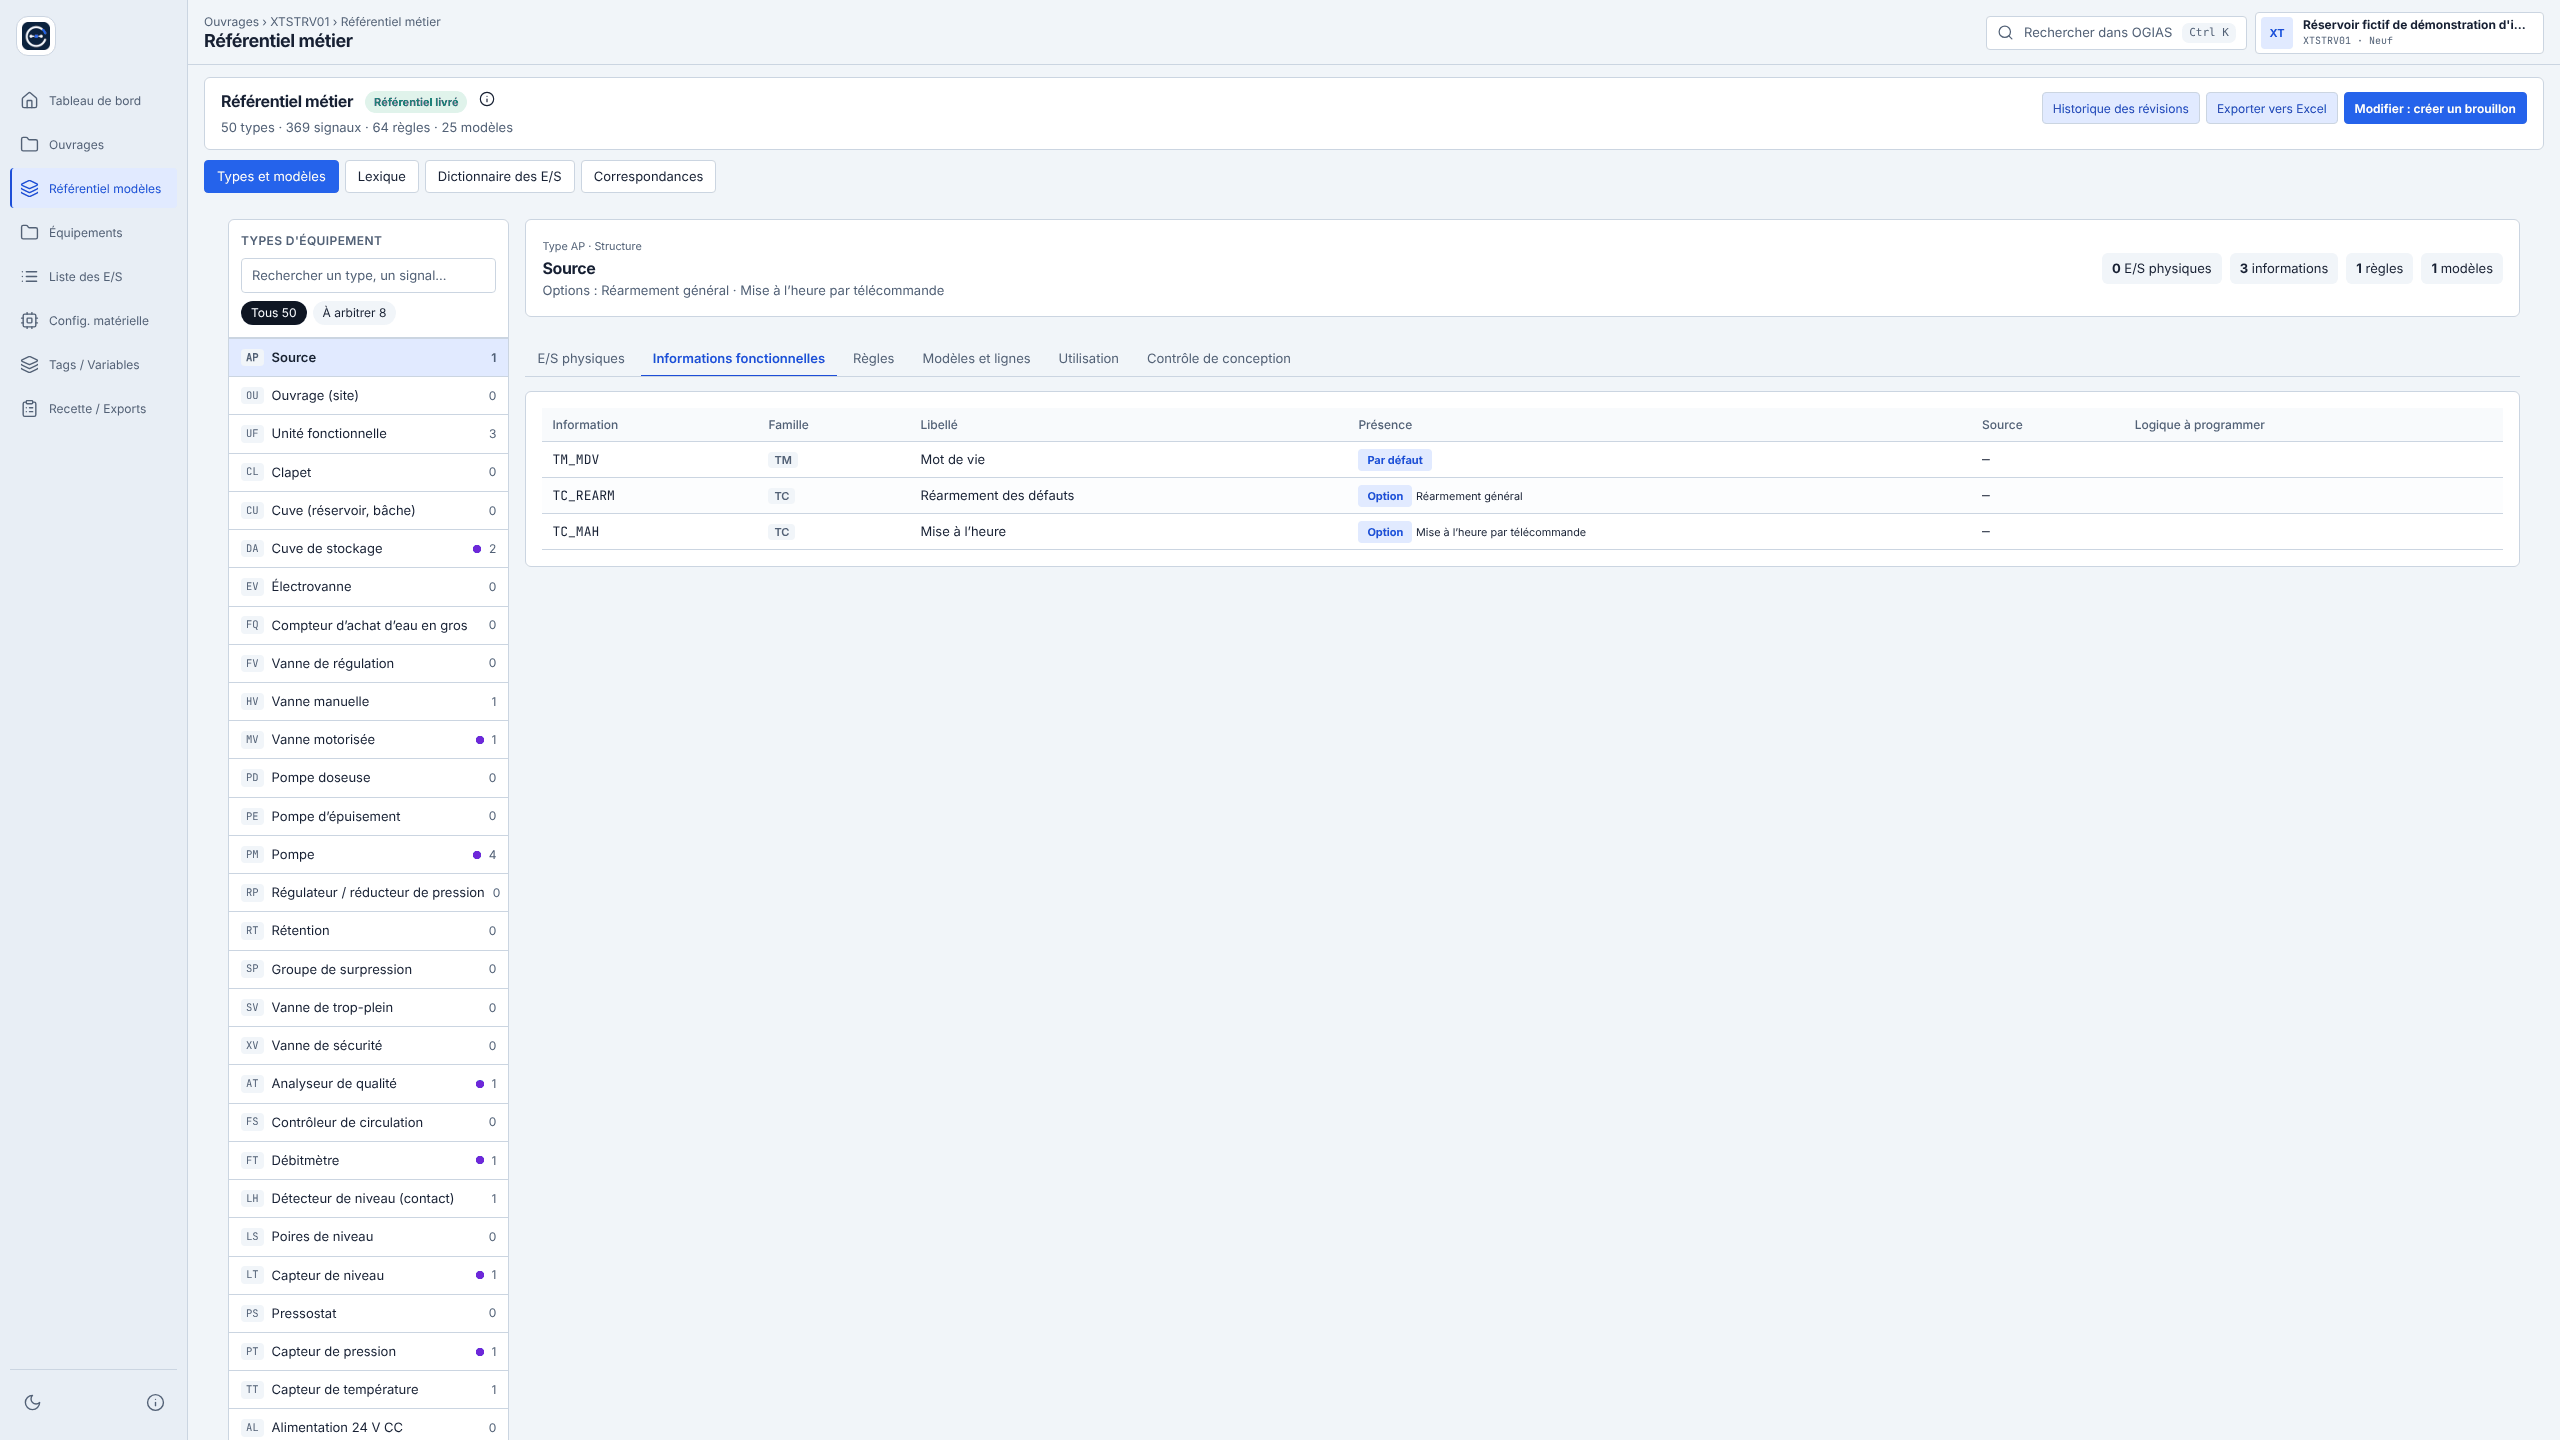 Ouvrages › XTSTRV01 › Référentiel métier
Référentiel métier
Rechercher dans OGIAS Ctrl K
XT
Réservoir fictif de démonstration d'i...
XTSTRV01 · Neuf
Tableau de bord
Ouvrages
Référentiel modèles
Équipements
Liste des E/S
Config. matérielle
Tags / Variables
Recette / Exports
Référentiel métier Référentiel livré
50 types · 369 signaux · 64 règles · 25 modèles
Historique des révisions
Exporter vers Excel
Modifier : créer un brouillon
Types et modèles
Lexique
Dictionnaire des E/S
Correspondances
TYPES D'ÉQUIPEMENT
Rechercher un type, un signal...
Tous 50 À arbitrer 8
AP Source 1
OU Ouvrage (site) 0
UF Unité fonctionnelle 3
CL Clapet 0
CU Cuve (réservoir, bâche) 0
DA Cuve de stockage 2
EV Électrovanne 0
FQ Compteur d’achat d’eau en gros 0
FV Vanne de régulation 0
HV Vanne manuelle 1
MV Vanne motorisée 1
PD Pompe doseuse 0
PE Pompe d’épuisement 0
PM Pompe 4
RP Régulateur / réducteur de pression 0
RT Rétention 0
SP Groupe de surpression 0
SV Vanne de trop-plein 0
XV Vanne de sécurité 0
AT Analyseur de qualité 1
FS Contrôleur de circulation 0
FT Débitmètre 1
LH Détecteur de niveau (contact) 1
LS Poires de niveau 0
LT Capteur de niveau 1
PS Pressostat 0
PT Capteur de pression 1
TT Capteur de température 1
AL Alimentation 24 V CC 0
Type AP · Structure
Source
Options : Réarmement général · Mise à l’heure par télécommande
0 E/S physiques
3 informations
1 règles
1 modèles
E/S physiques
Informations fonctionnelles
Règles
Modèles et lignes
Utilisation
Contrôle de conception
Information Famille Libellé Présence Source Logique à programmer
TM_MDV TM Mot de vie Par défaut –
TC_REARM TC Réarmement des défauts Option Réarmement général –
TC_MAH TC Mise à l’heure Option Mise à l’heure par télécommande –